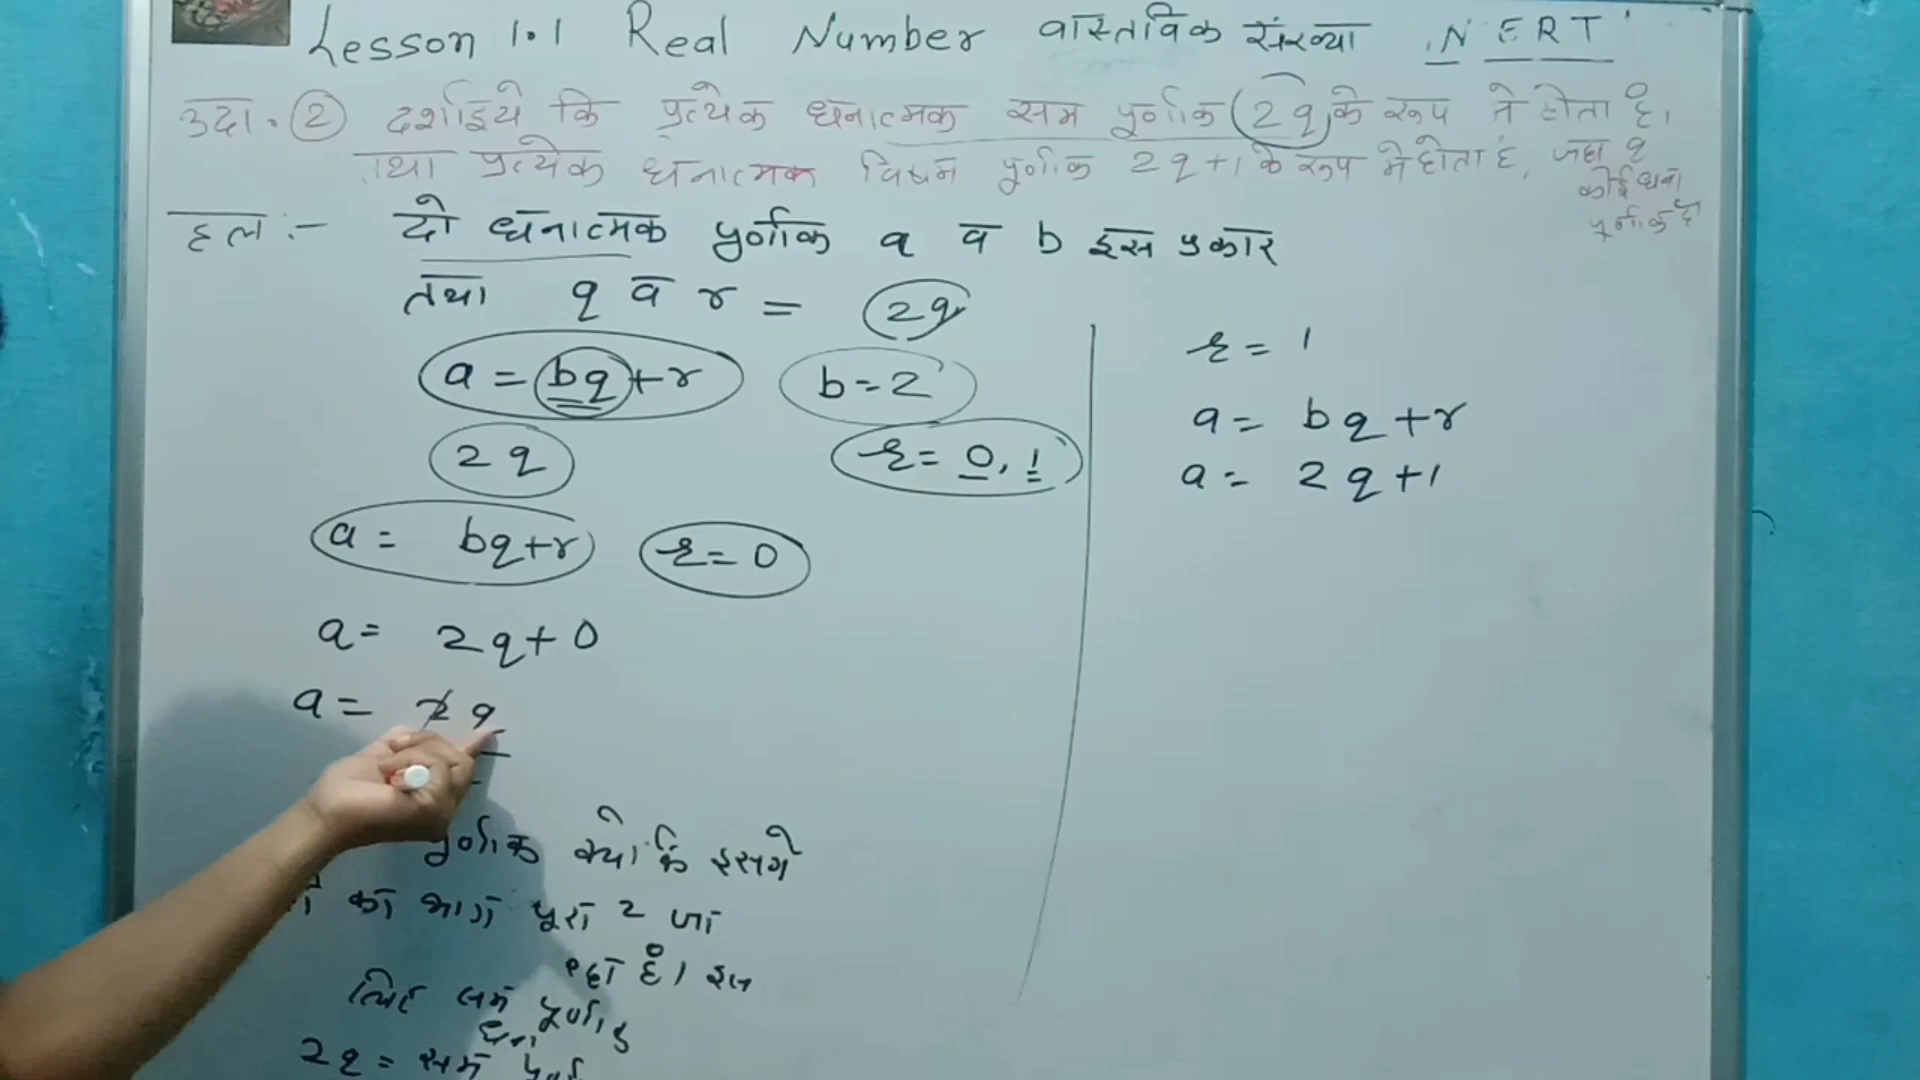 Lesson 1.1 Real Number वास्तविक संख्या NERT
उदा. 2 दर्शाइये कि प्रत्येक धनात्मक सम पूर्णांक 2q के रूप में होता है।
तथा प्रत्येक धनात्मक विषम पूर्णांक 2q+1 के रूप में होता है, जहा q
कोई धना.
पूर्णांक है
हल :- दो धनात्मक पूर्णांक a व b इस प्रकार
तथा q व r = 2q
a = bq+r b=2
2q r= 0, 1
a = bq+r r=0
a = 2q+0
a = 2q
पूर्णांक क्योकि इसमे
का भाग पूरा 2 जा
रहा है। इस
लिए सम पूर्णांक
धना
2q = सम
r = 1
a = bq+r
a = 2q+1